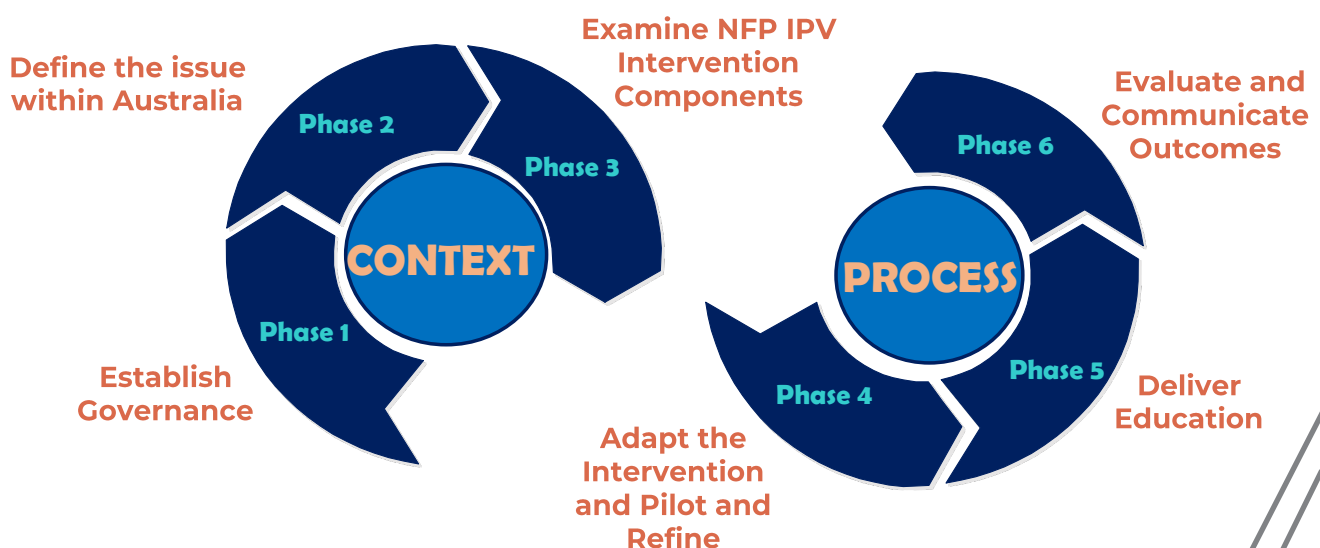 Define the issue
within Australia
Examine NFP IPV
Intervention
Components
Phase 2
Phase 3
CONTEXT
Phase 1
Establish
Governance
Evaluate and
Communicate
Outcomes
Phase 6
PROCESS
Phase 5
Phase 4
Deliver
Education
Adapt the
Intervention
and Pilot and
Refine